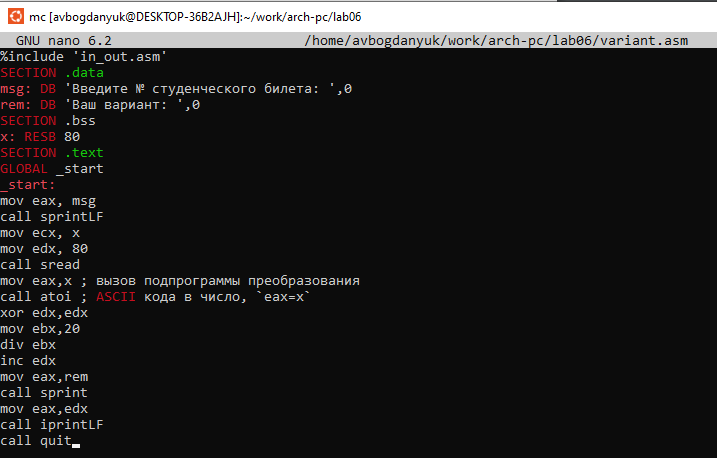 mc [avbogdanyuk@DESKTOP-36B2AJH]:~/work/arch-pc/lab06
GNU nano 6.2 /home/avbogdanyuk/work/arch-pc/lab06/variant.asm
%include 'in_out.asm'
SECTION .data
msg: DB 'Введите № студенческого билета: ',0
rem: DB 'Ваш вариант: ',0
SECTION .bss
x: RESB 80
SECTION .text
GLOBAL _start
_start:
mov eax, msg
call sprintLF
mov ecx, x
mov edx, 80
call sread
mov eax,x ; вызов подпрограммы преобразования
call atoi ; ASCII кода в число, `eax=x`
xor edx,edx
mov ebx,20
div ebx
inc edx
mov eax,rem
call sprint
mov eax,edx
call iprintLF
call quit